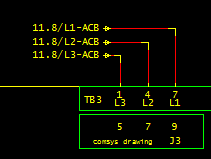 11.8/L1-ACB
11.8/L2-ACB
11.8/L3-ACB
1 4 7
TB3 L3 L2 L1
5 7 9
comsys drawing J3